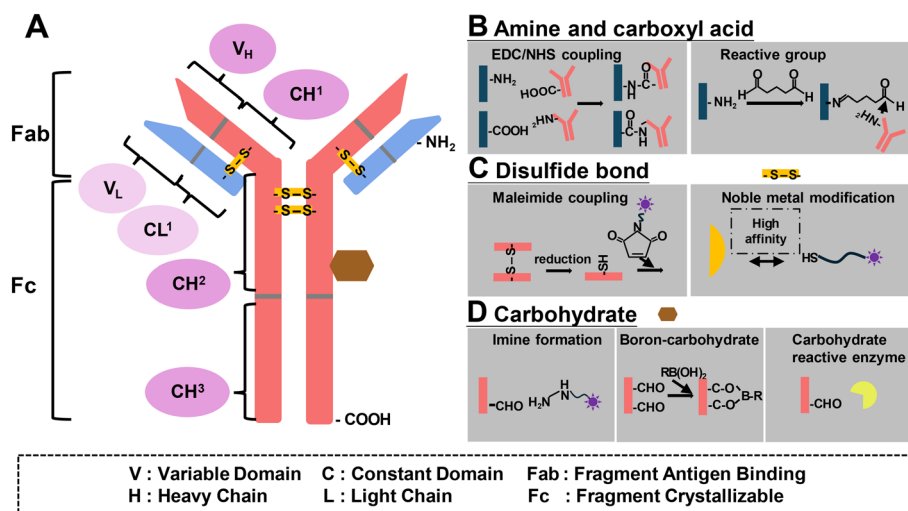 A
V_H
CH¹
Fab
V_L
CL¹
-S-S-
-S-S-
-S-S-
-S-S-
-NH₂
Fc
CH²
CH³
-COOH
B Amine and carboxyl acid
EDC/NHS coupling
-NH₂
HOOC-
-N-C-
H
O
-COOH
H₂N-
-C-N-
O
H
Reactive group
-NH₂
O
H
O
H
-N
O
H
H₂N-
C Disulfide bond
-S-S-
Maleimide coupling
-S-S-
reduction
-SH
O
N
O
Noble metal modification
High
affinity
HS
D Carbohydrate
Imine formation
-CHO
H₂N
N
H
Boron-carbohydrate
-CHO
-CHO
RB(OH)₂
-C-O
-C-O
B-R
Carbohydrate
reactive enzyme
-CHO
V : Variable Domain C : Constant Domain Fab : Fragment Antigen Binding
H : Heavy Chain L : Light Chain Fc : Fragment Crystallizable